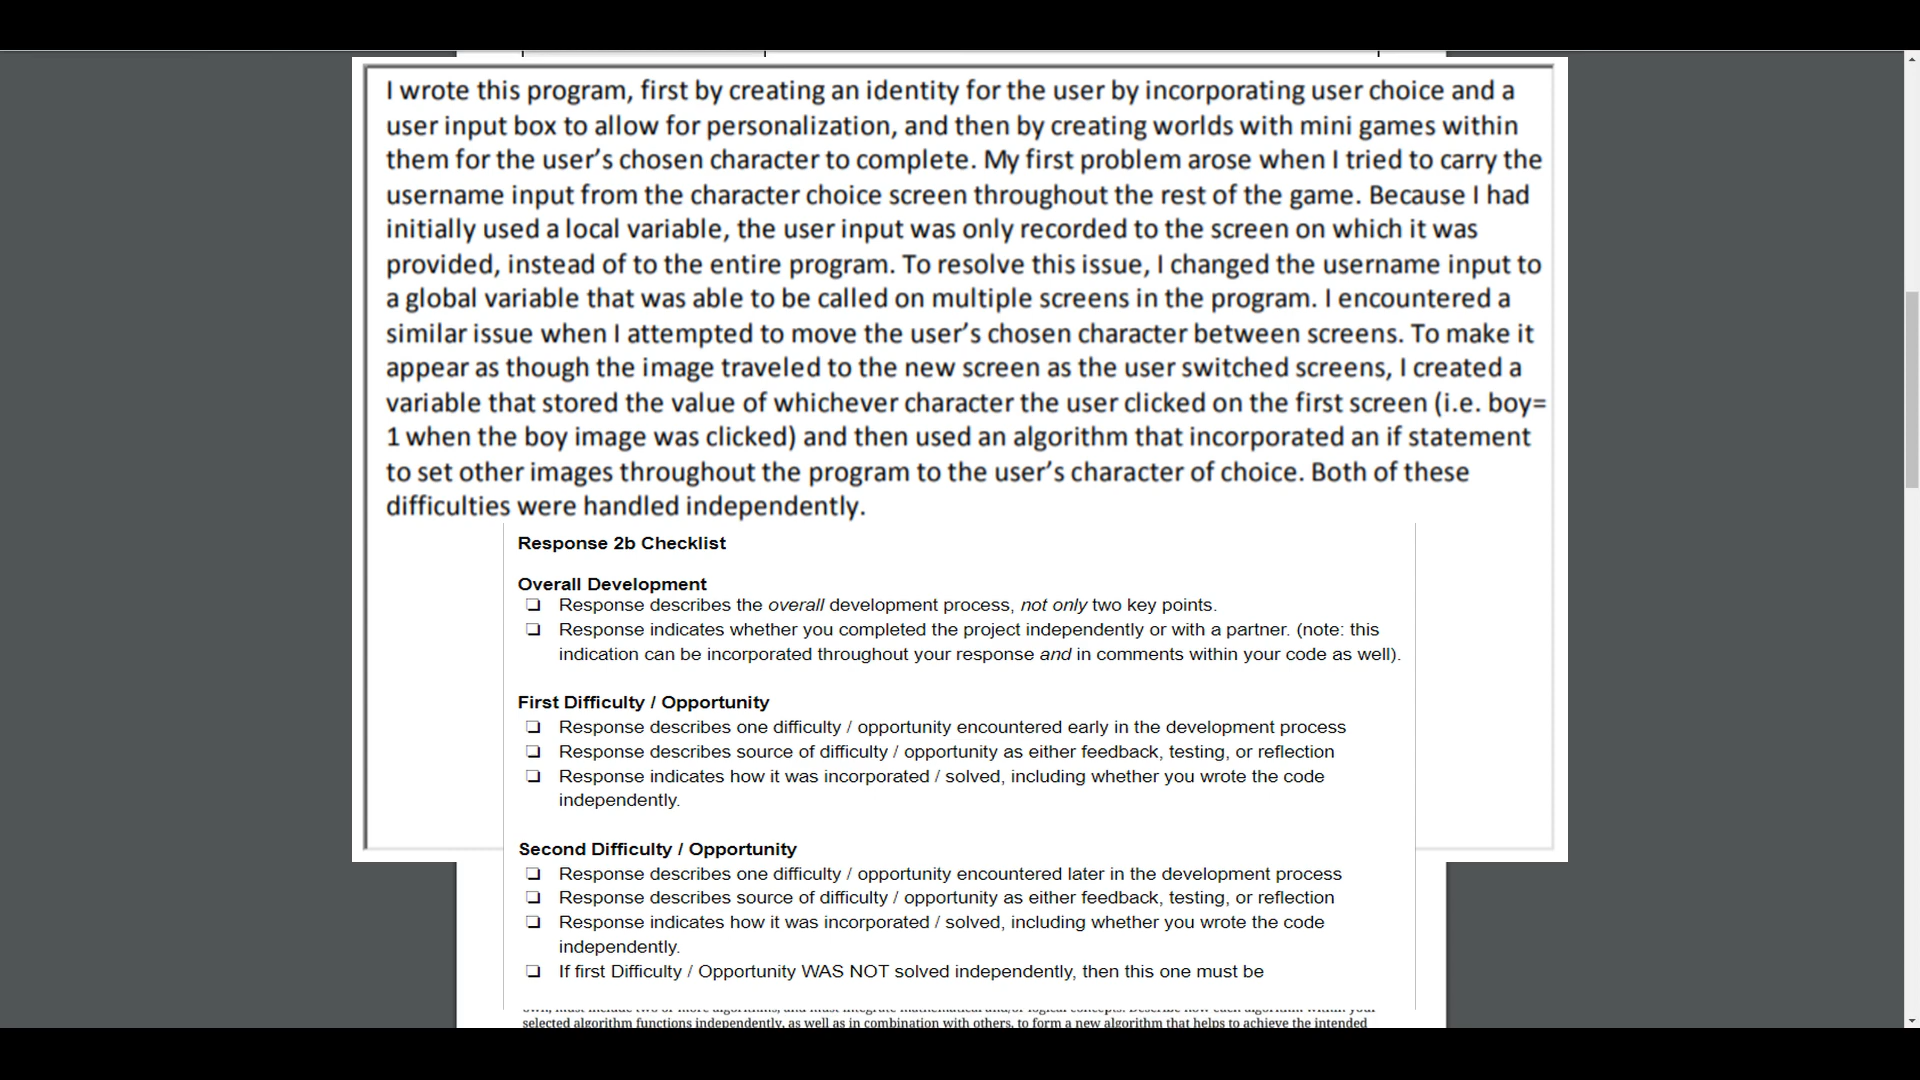 I wrote this program, first by creating an identity for the user by incorporating user choice and a
user input box to allow for personalization, and then by creating worlds with mini games within
them for the user's chosen character to complete. My first problem arose when I tried to carry the
username input from the character choice screen throughout the rest of the game. Because I had
initially used a local variable, the user input was only recorded to the screen on which it was
provided, instead of to the entire program. To resolve this issue, I changed the username input to
a global variable that was able to be called on multiple screens in the program. I encountered a
similar issue when I attempted to move the user's chosen character between screens. To make it
appear as though the image traveled to the new screen as the user switched screens, I created a
variable that stored the value of whichever character the user clicked on the first screen (i.e. boy=
1 when the boy image was clicked) and then used an algorithm that incorporated an if statement
to set other images throughout the program to the user's character of choice. Both of these
difficulties were handled independently.
Response 2b Checklist
Overall Development
❏ Response describes the overall development process, not only two key points.
❏ Response indicates whether you completed the project independently or with a partner. (note: this
indication can be incorporated throughout your response and in comments within your code as well).
First Difficulty / Opportunity
❏ Response describes one difficulty / opportunity encountered early in the development process
❏ Response describes source of difficulty / opportunity as either feedback, testing, or reflection
❏ Response indicates how it was incorporated / solved, including whether you wrote the code
independently.
Second Difficulty / Opportunity
❏ Response describes one difficulty / opportunity encountered later in the development process
❏ Response describes source of difficulty / opportunity as either feedback, testing, or reflection
❏ Response indicates how it was incorporated / solved, including whether you wrote the code
independently.
❏ If first Difficulty / Opportunity WAS NOT solved independently, then this one must be
selected algorithm functions independently, as well as in combination with others, to form a new algorithm that helps to achieve the intended